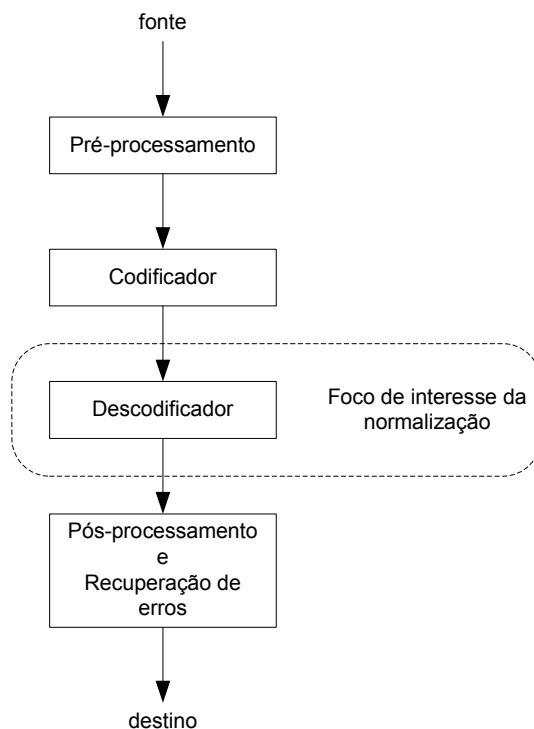 fonte
Pré-processamento
Codificador
Descodificador
Foco de interesse da
normalização
Pós-processamento
e
Recuperação de
erros
destino